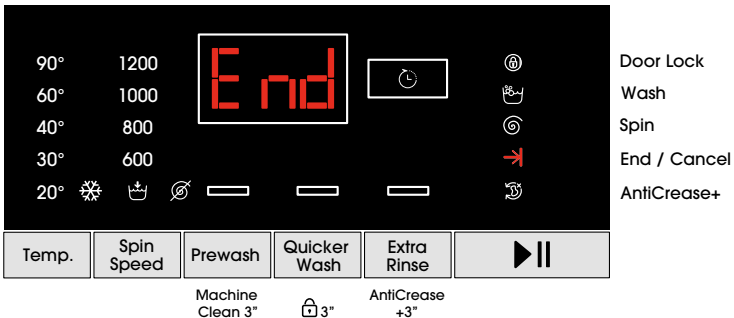 90° 1200 End Door Lock
60° 1000 Wash
40° 800 Spin
30° 600 End / Cancel
20° AntiCrease+
Temp. Spin Speed Prewash Quicker Wash Extra Rinse
Machine Clean 3” 3” AntiCrease +3”